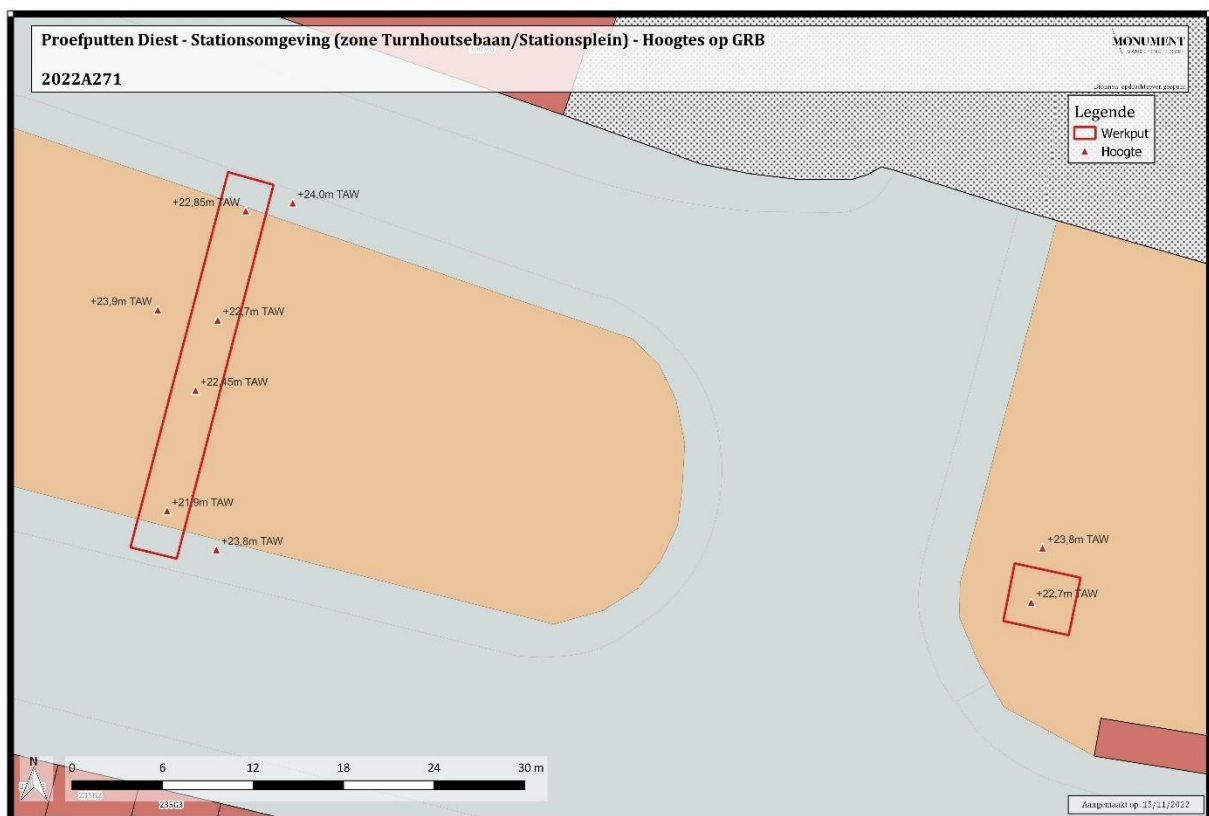 Proefputten Diest - Stationsomgeving (zone Turnhoutsebaan/Stationsplein) - Hoogtes op GRB
2022A271
MONUMENT
Legende
Werkput
Hoogte
+24,0m TAW
+22,85m TAW
+23,9m TAW
+22,7m TAW
+22,45m TAW
+21,9m TAW
+23,8m TAW
+23,8m TAW
+22,7m TAW
N
0 6 12 18 24 30 m
235G3
Aangemaakt op: 15/11/2022